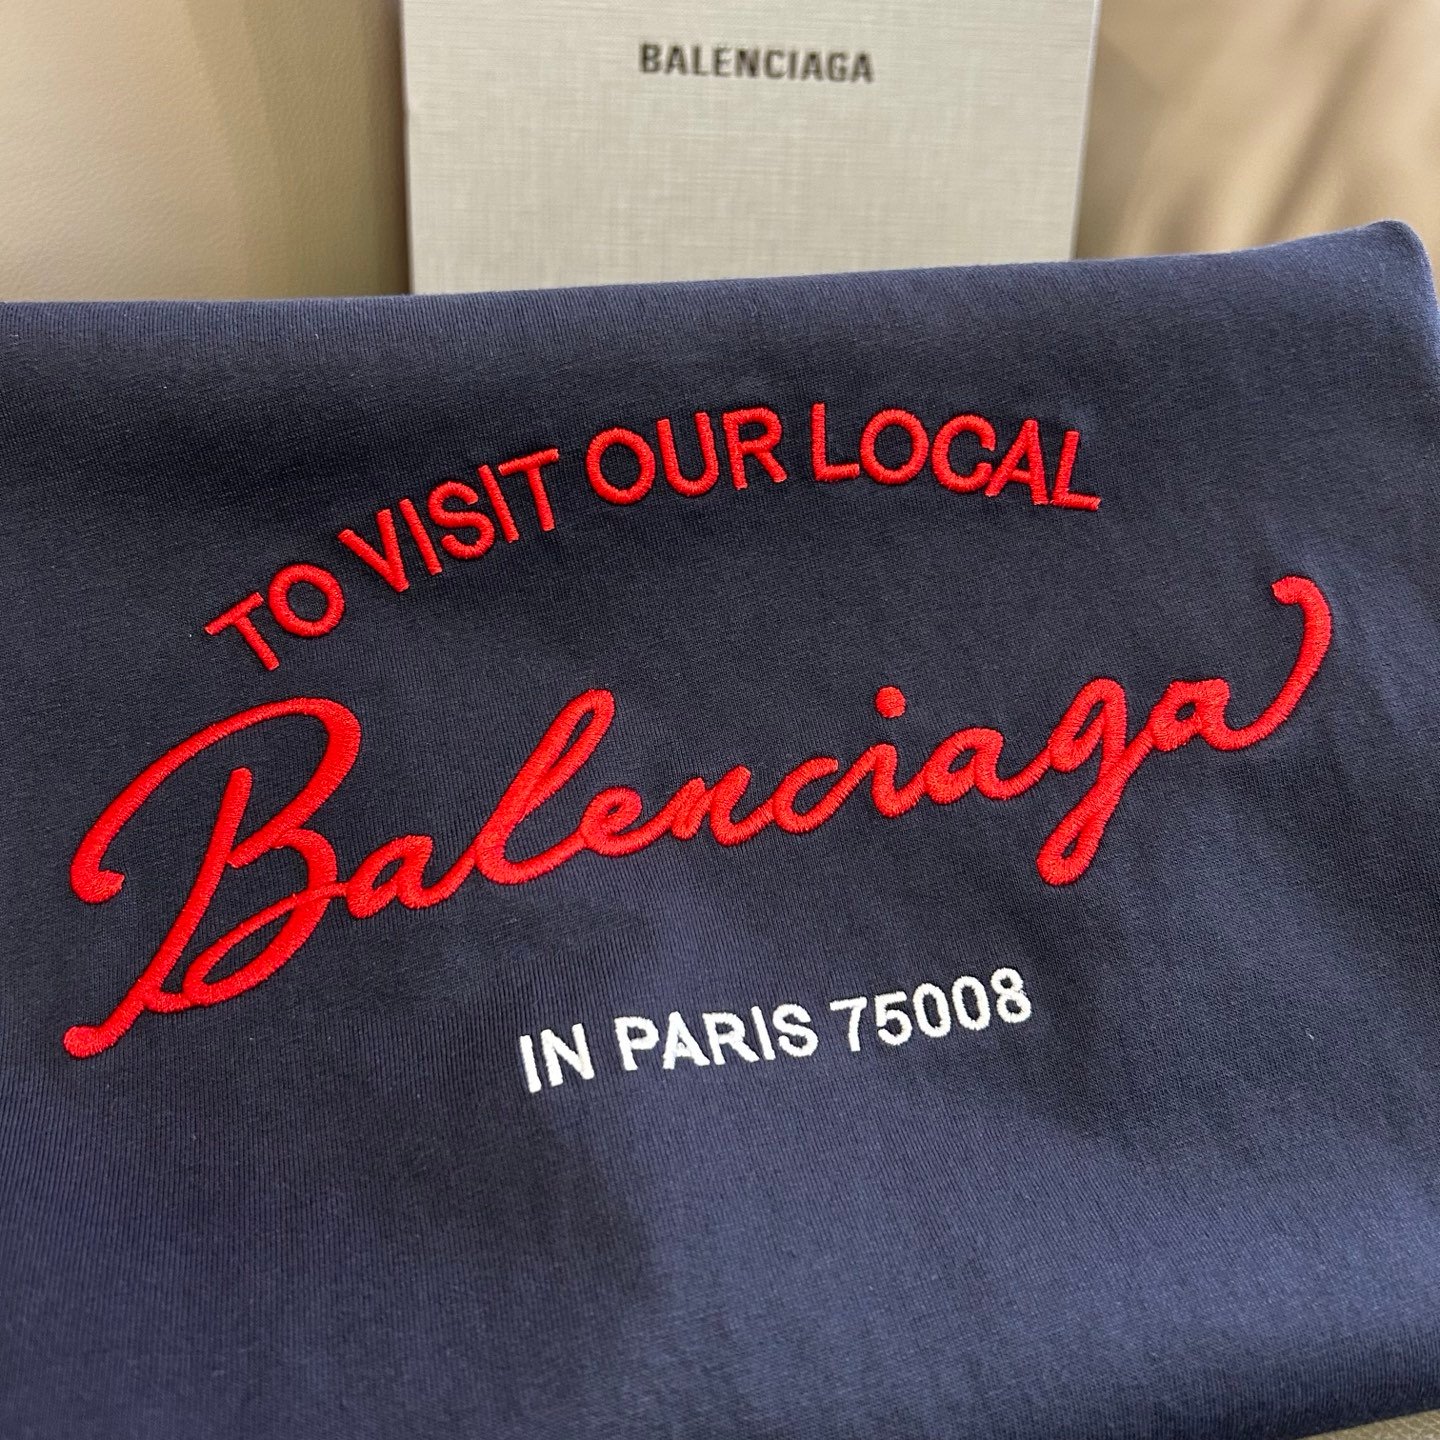 BALENCIAGA
TO VISIT OUR LOCAL
Balenciaga
IN PARIS 75008